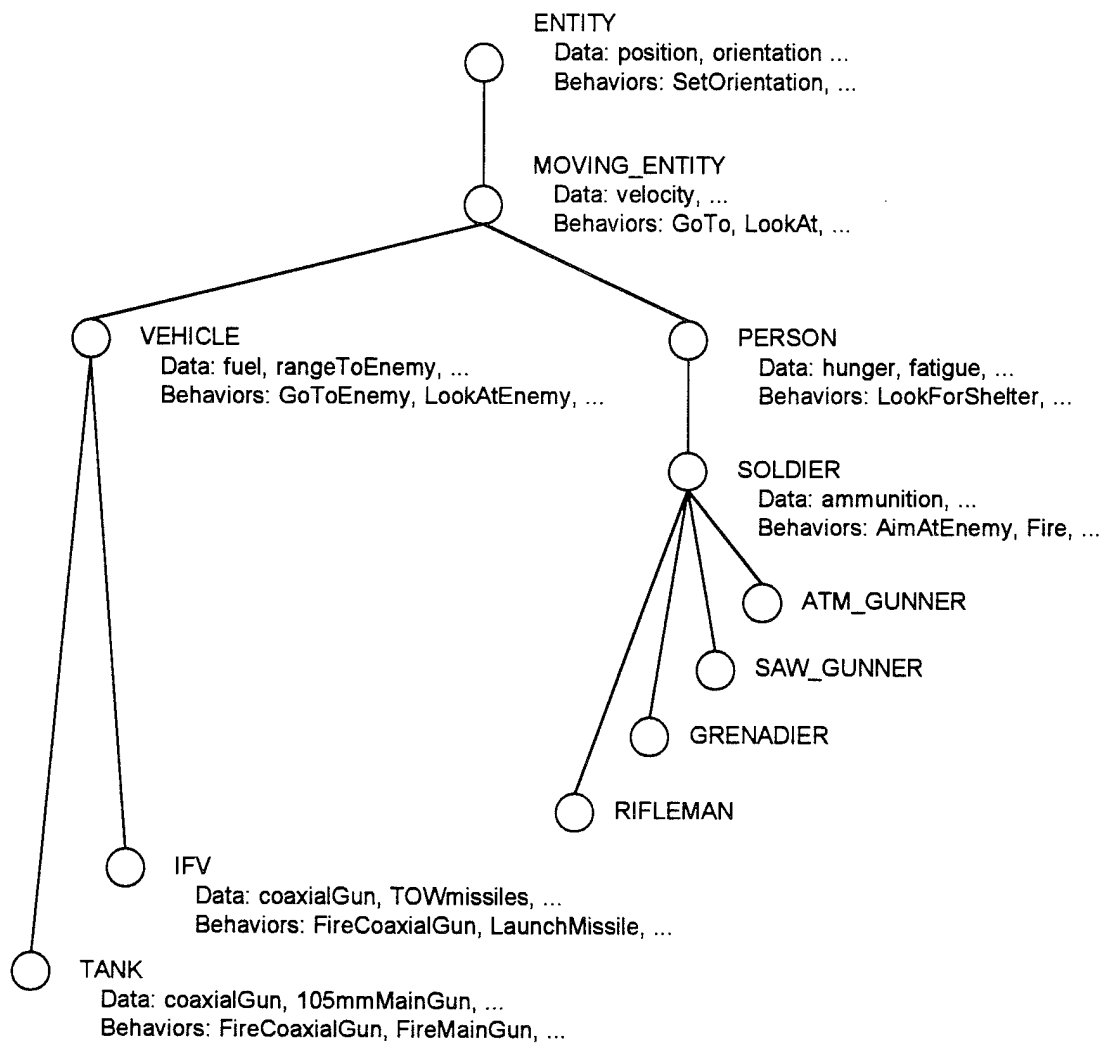 ENTITY
Data: position, orientation ...
Behaviors: SetOrientation, ...
MOVING_ENTITY
Data: velocity, ...
Behaviors: GoTo, LookAt, ...
VEHICLE
Data: fuel, rangeToEnemy, ...
Behaviors: GoToEnemy, LookAtEnemy, ...
PERSON
Data: hunger, fatigue, ...
Behaviors: LookForShelter, ...
SOLDIER
Data: ammunition, ...
Behaviors: AimAtEnemy, Fire, ...
ATM_GUNNER
SAW_GUNNER
GRENADIER
RIFLEMAN
IFV
Data: coaxialGun, TOWmissiles, ...
Behaviors: FireCoaxialGun, LaunchMissile, ...
TANK
Data: coaxialGun, 105mmMainGun, ...
Behaviors: FireCoaxialGun, FireMainGun, ...